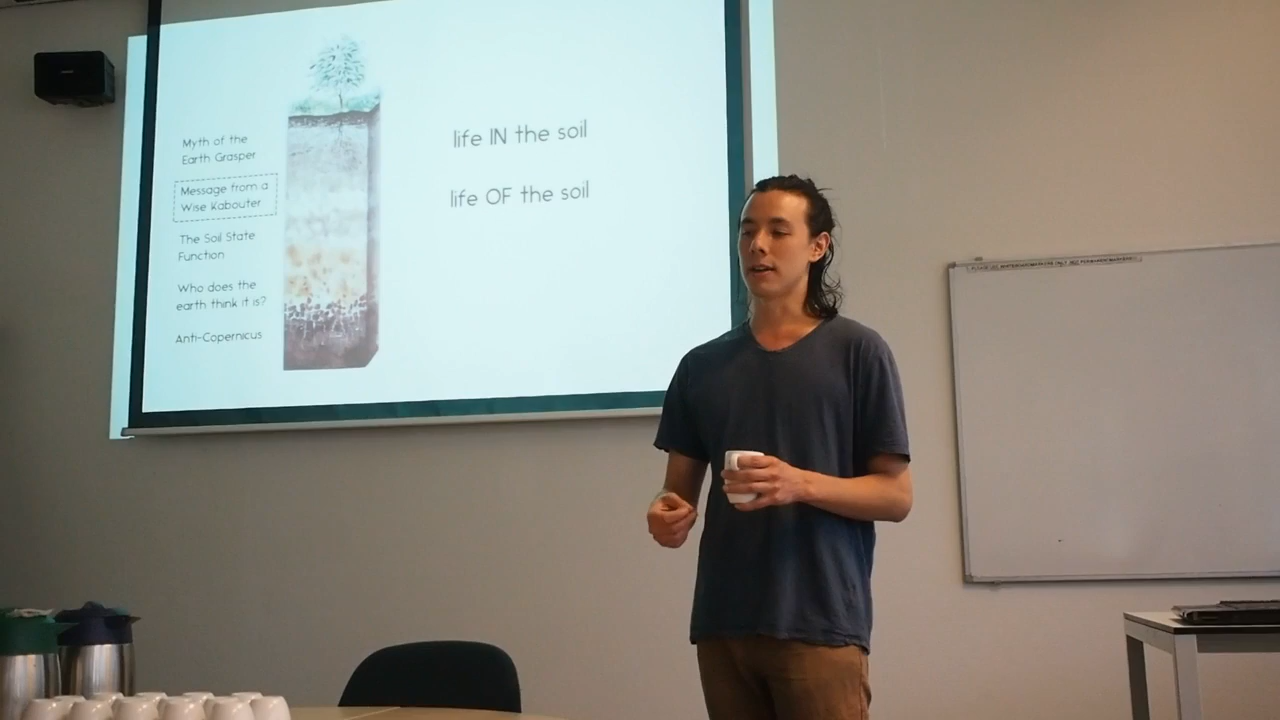 Myth of the
Earth Grasper
Message from a
Wise Kabouter
The Soil State
Function
Who does the
earth think it is?
Anti-Copernicus
life IN the soil
life OF the soil